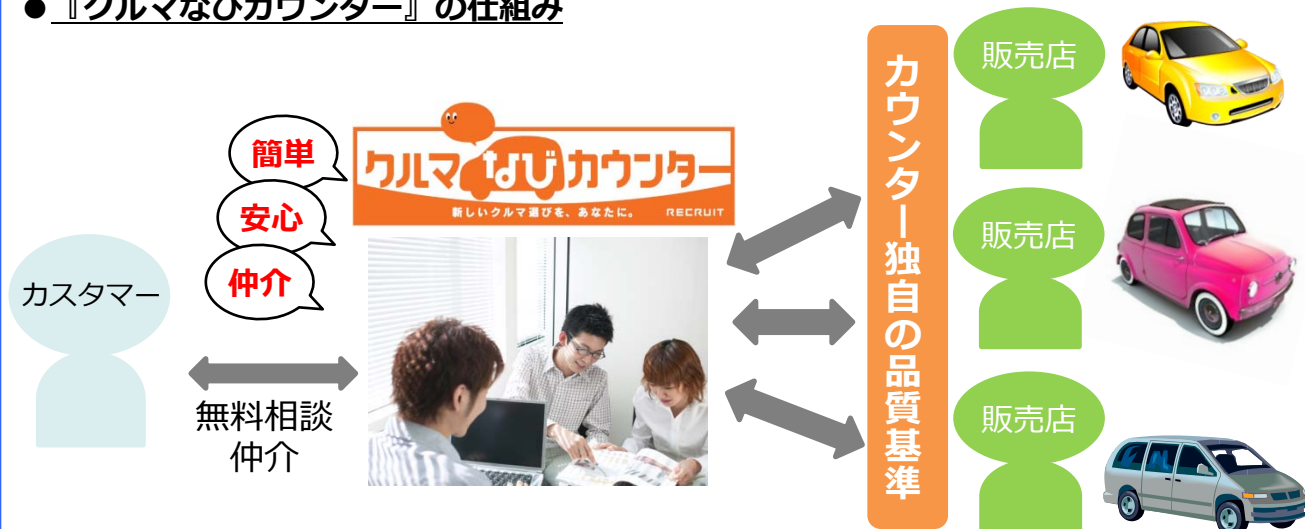 ●『クルマなびカウンター』の仕組み
簡単
安心
仲介
カスタマー
無料相談
仲介
クルマなびカウンター
新しいクルマ選びを、あなたに。 RECRUIT
カウンター独自の品質基準
販売店
販売店
販売店